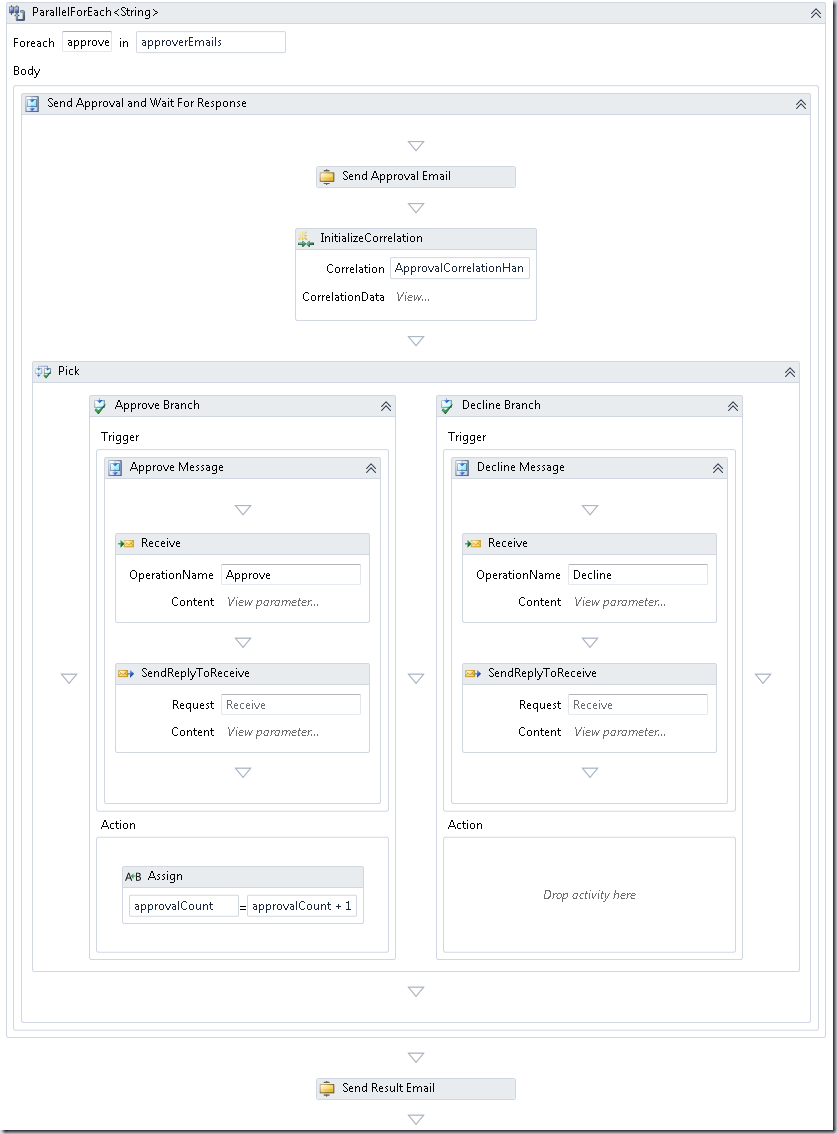 ParallelForEach<String>
Foreach approve in approverEmails
Body
Send Approval and Wait For Response
Send Approval Email
InitializeCorrelation
Correlation ApprovalCorrelationHan
CorrelationData View...
Pick
Approve Branch
Trigger
Approve Message
Receive
OperationName Approve
Content View parameter...
SendReplyToReceive
Request Receive
Content View parameter...
Action
A+B Assign
approvalCount = approvalCount + 1
Decline Branch
Trigger
Decline Message
Receive
OperationName Decline
Content View parameter...
SendReplyToReceive
Request Receive
Content View parameter...
Action
Drop activity here
Send Result Email